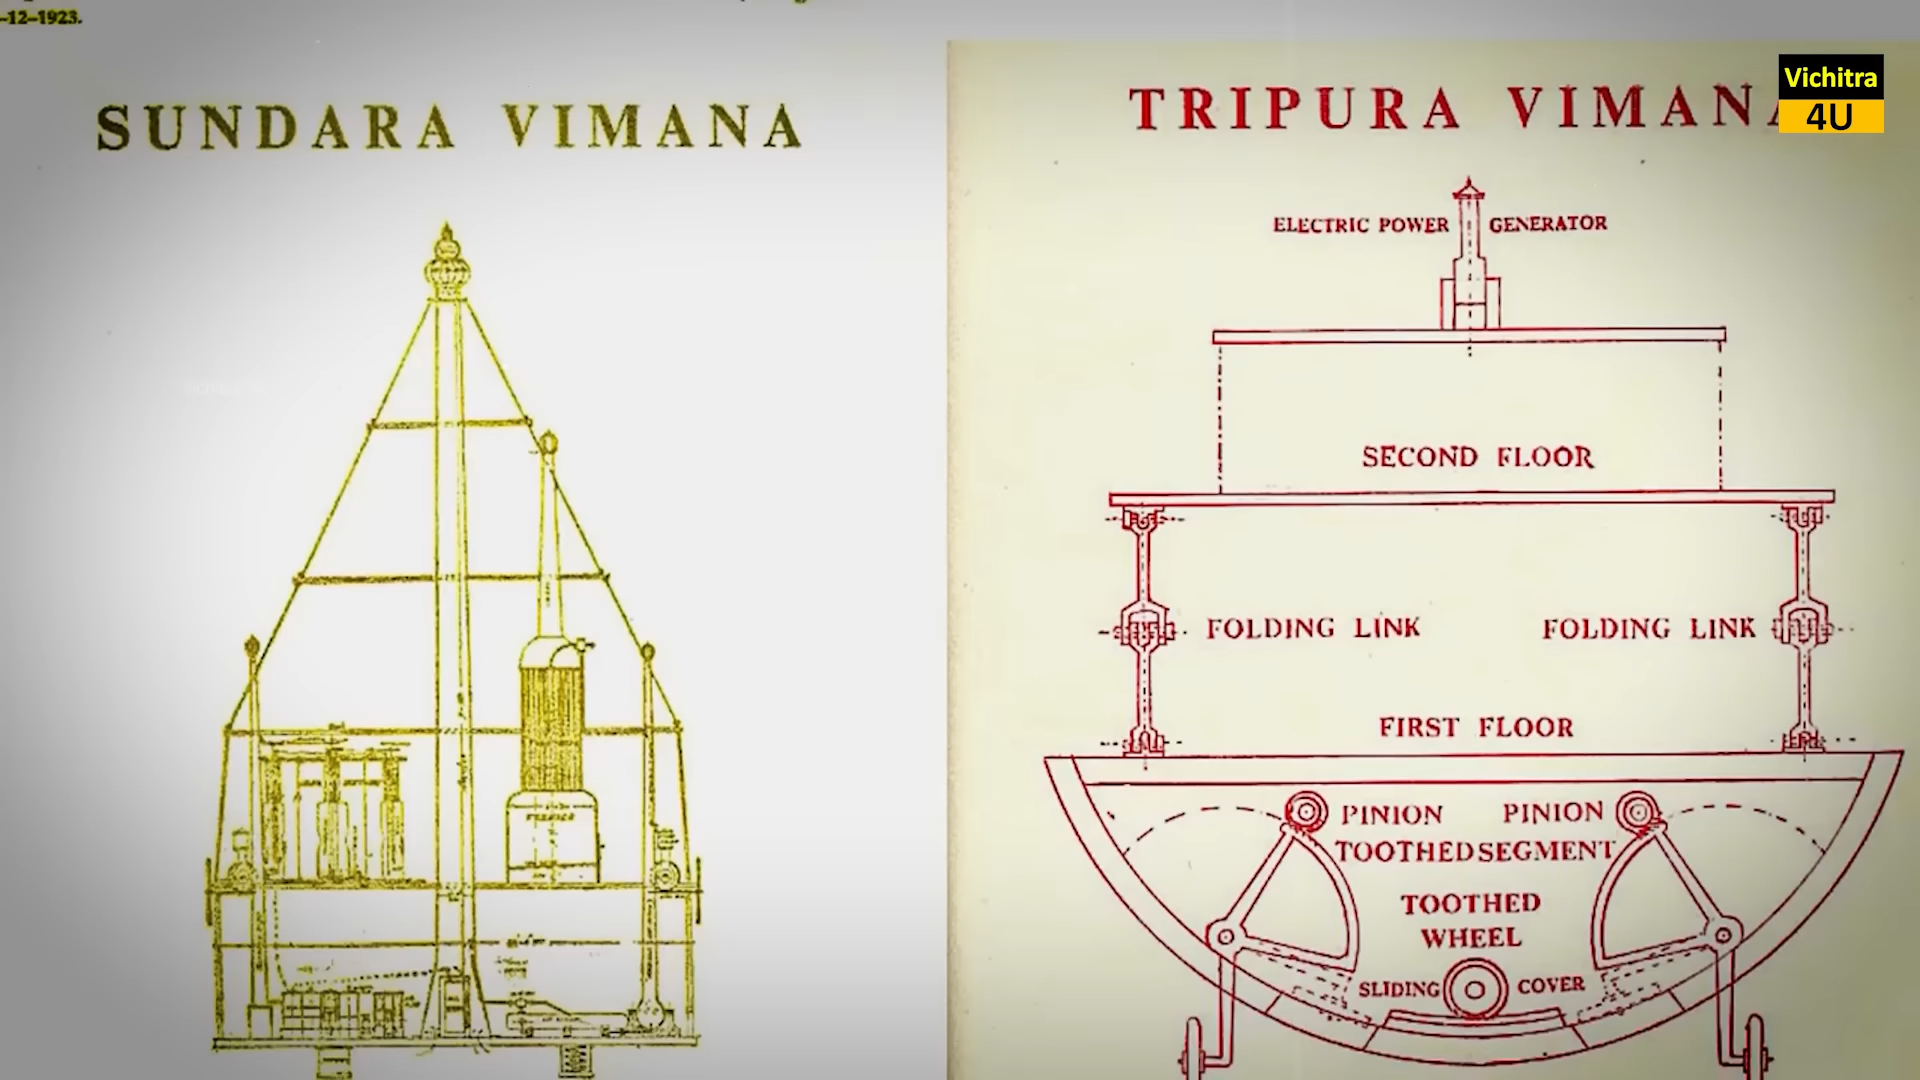 -12-1923.
SUNDARA VIMANA
TRIPURA VIMANA
Vichitra
4U
ELECTRIC POWER GENERATOR
SECOND FLOOR
FOLDING LINK FOLDING LINK
FIRST FLOOR
PINION PINION
TOOTHED SEGMENT
TOOTHED
WHEEL
SLIDING COVER